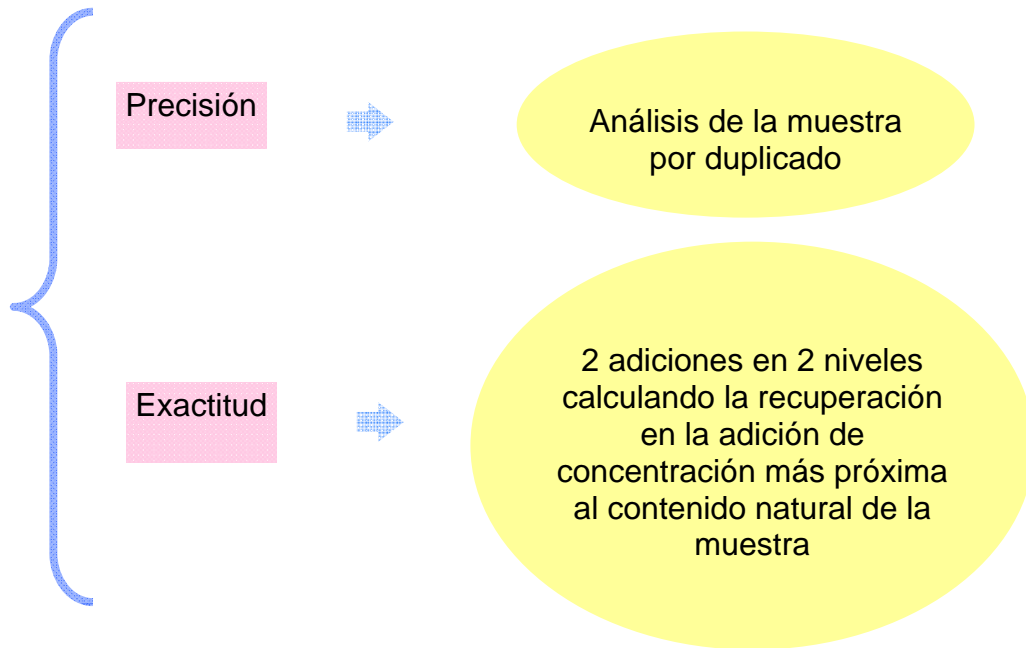 Precisión
Análisis de la muestra
por duplicado
Exactitud
2 adiciones en 2 niveles
calculando la recuperación
en la adición de
concentración más próxima
al contenido natural de la
muestra